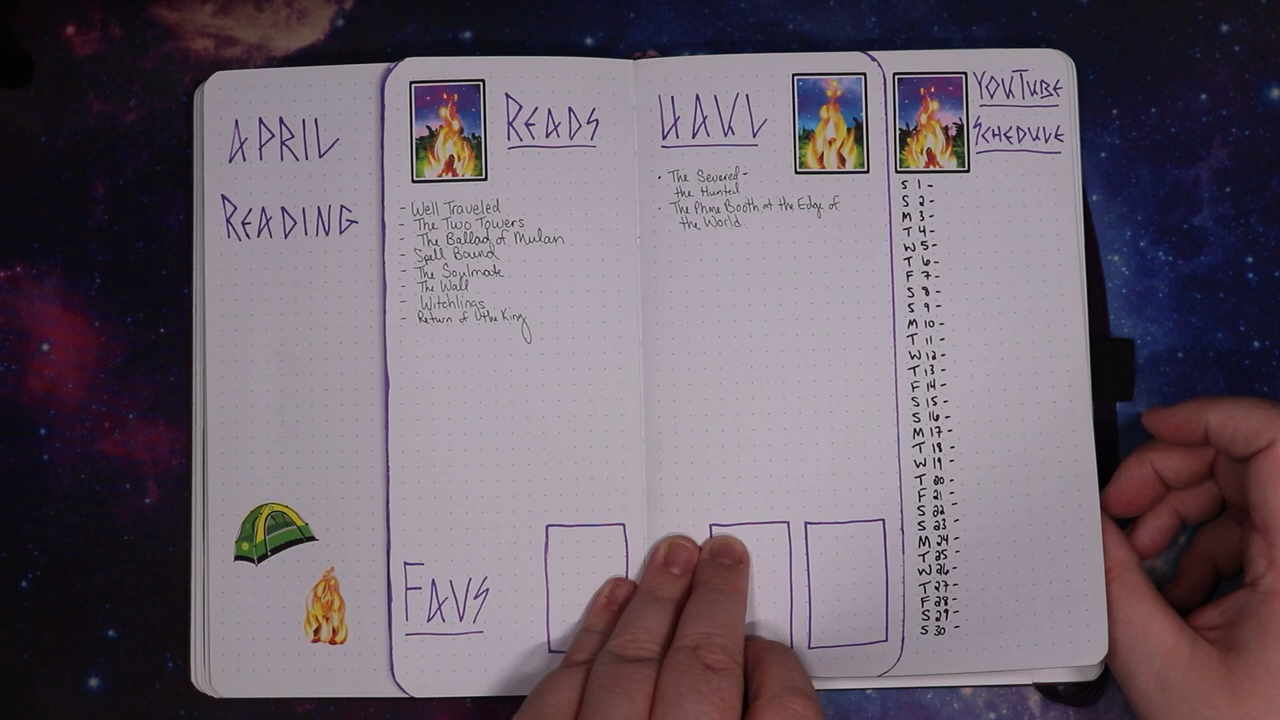 APRIL
READING
READS
- Well Traveled
- The Two Towers
- The Ballad of Mulan
- Spell Bound
- The Soulmate
- The Wall
- Witchlings
- Return of the King
FAVS
HAUL
• The Severed -
the Hunted
• The Phone Booth at the Edge of
the World
YOUTUBE
SCHEDULE
S 1 -
S 2 -
M 3 -
T 4 -
W 5 -
T 6 -
F 7 -
S 8 -
S 9 -
M 10 -
T 11 -
W 12 -
T 13 -
F 14 -
S 15 -
S 16 -
M 17 -
T 18 -
W 19 -
T 20 -
F 21 -
S 22 -
S 23 -
M 24 -
T 25 -
W 26 -
T 27 -
F 28 -
S 29 -
S 30 -